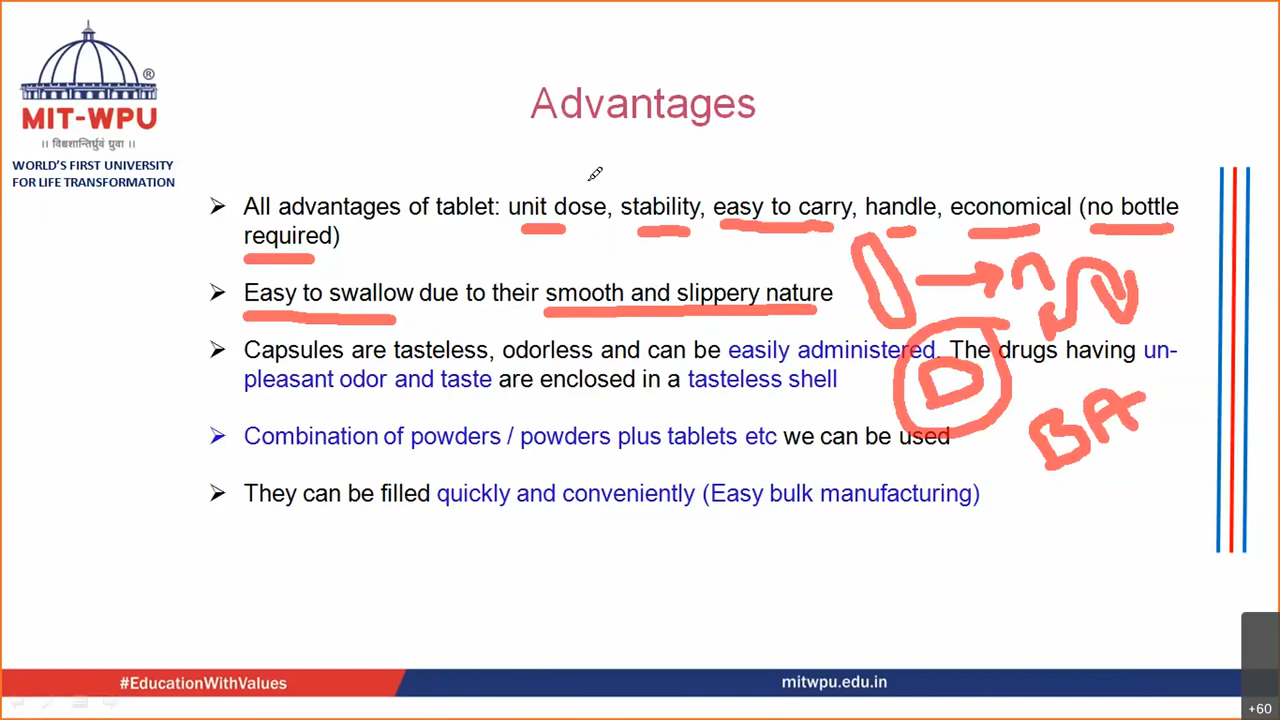 Advantages
®
MIT-WPU
॥ विश्वशान्तिर्ध्रुवं ध्रुवा ॥
WORLD'S FIRST UNIVERSITY
FOR LIFE TRANSFORMATION
➢ All advantages of tablet: unit dose, stability, easy to carry, handle, economical (no bottle
required)
➢ Easy to swallow due to their smooth and slippery nature
➢ Capsules are tasteless, odorless and can be easily administered. The drugs having un-
pleasant odor and taste are enclosed in a tasteless shell
➢ Combination of powders / powders plus tablets etc we can be used
➢ They can be filled quickly and conveniently (Easy bulk manufacturing)
D
BA
#EducationWithValues
mitwpu.edu.in
+60